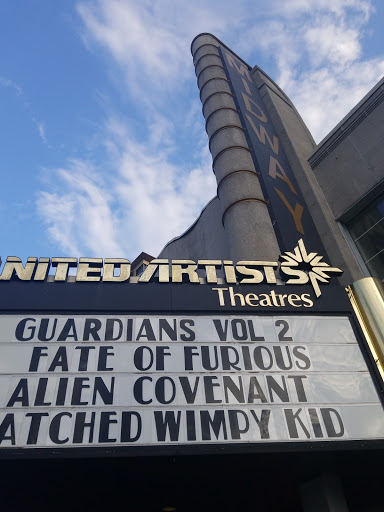 MIDWAY
NITED ARTISTS
Theatres
GUARDIANS VOL 2
FATE OF FURIOUS
ALIEN COVENANT
ATCHED WIMPY KID